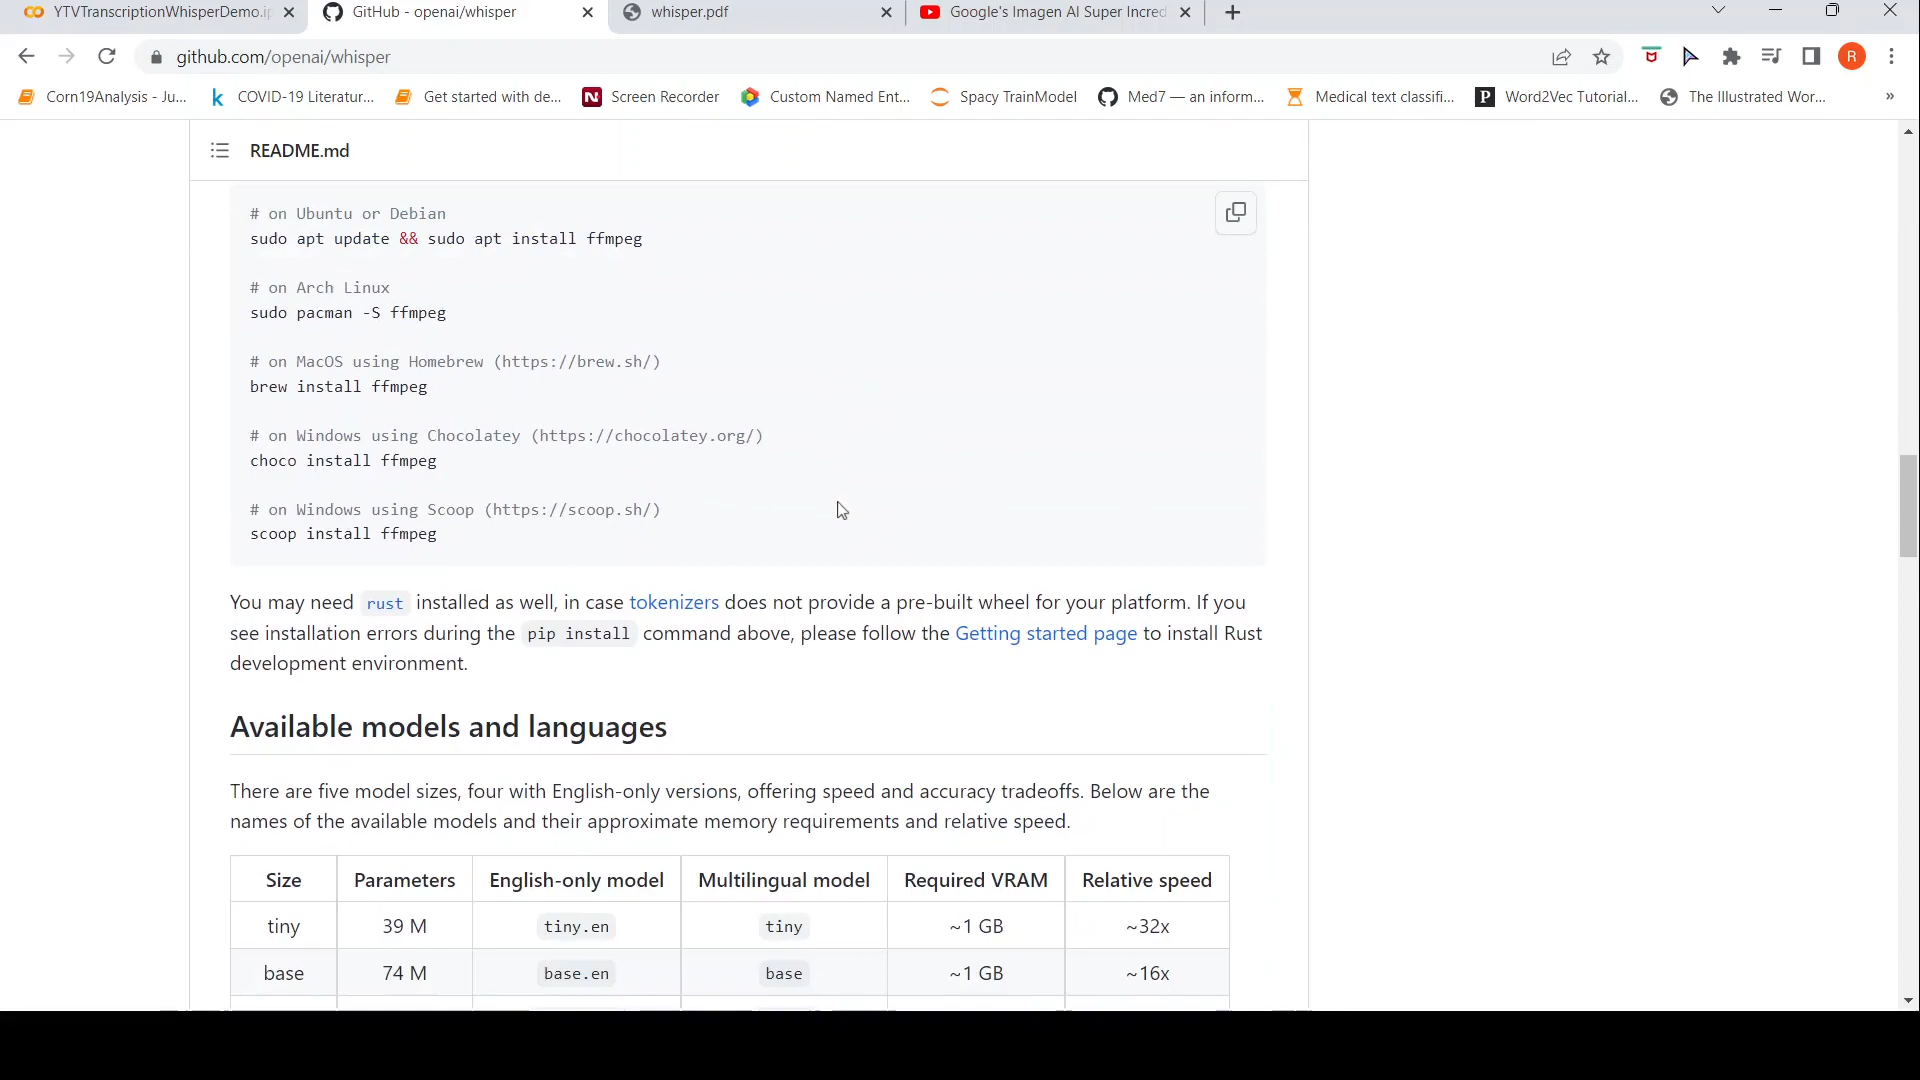 YTVTranscriptionWhisperDemo.ip
GitHub - openai/whisper
whisper.pdf
Google's Imagen AI Super Incred
github.com/openai/whisper
R
Corn19Analysis - Ju...
COVID-19 Literatur...
Get started with de...
Screen Recorder
Custom Named Ent...
Spacy TrainModel
Med7 — an inform...
Medical text classifi...
Word2Vec Tutorial...
The Illustrated Wor...
»
README.md
# on Ubuntu or Debian
sudo apt update && sudo apt install ffmpeg
# on Arch Linux
sudo pacman -S ffmpeg
# on MacOS using Homebrew (https://brew.sh/)
brew install ffmpeg
# on Windows using Chocolatey (https://chocolatey.org/)
choco install ffmpeg
# on Windows using Scoop (https://scoop.sh/)
scoop install ffmpeg
You may need rust installed as well, in case tokenizers does not provide a pre-built wheel for your platform. If you
see installation errors during the pip install command above, please follow the Getting started page to install Rust
development environment.
Available models and languages
There are five model sizes, four with English-only versions, offering speed and accuracy tradeoffs. Below are the
names of the available models and their approximate memory requirements and relative speed.
Size Parameters English-only model Multilingual model Required VRAM Relative speed
tiny 39 M tiny.en tiny ~1 GB ~32x
base 74 M base.en base ~1 GB ~16x